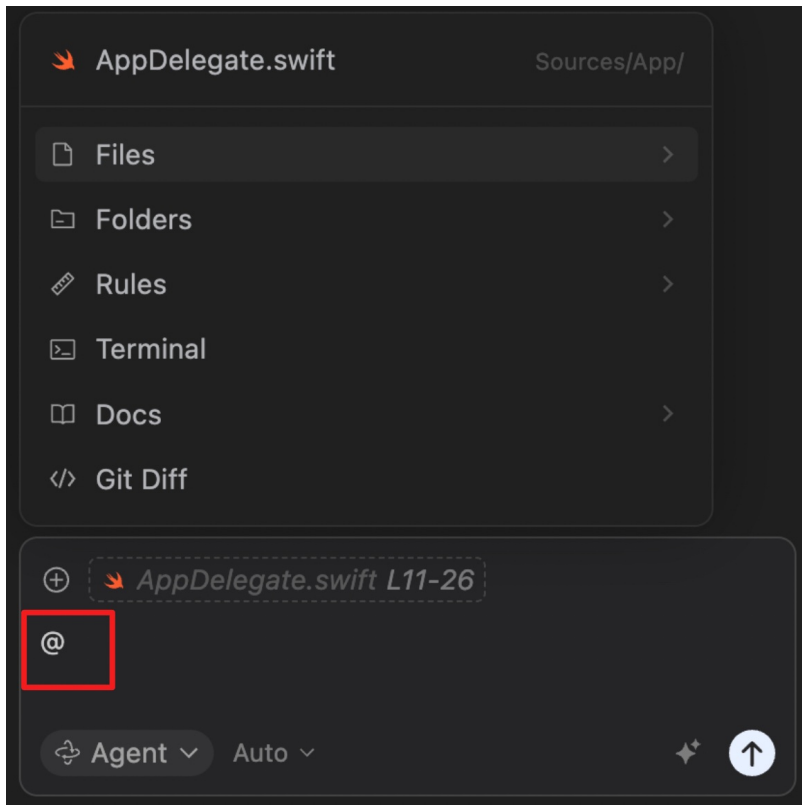 AppDelegate.swift Sources/App/
Files
Folders
Rules
Terminal
Docs
Git Diff
AppDelegate.swift L11-26
@
Agent Auto